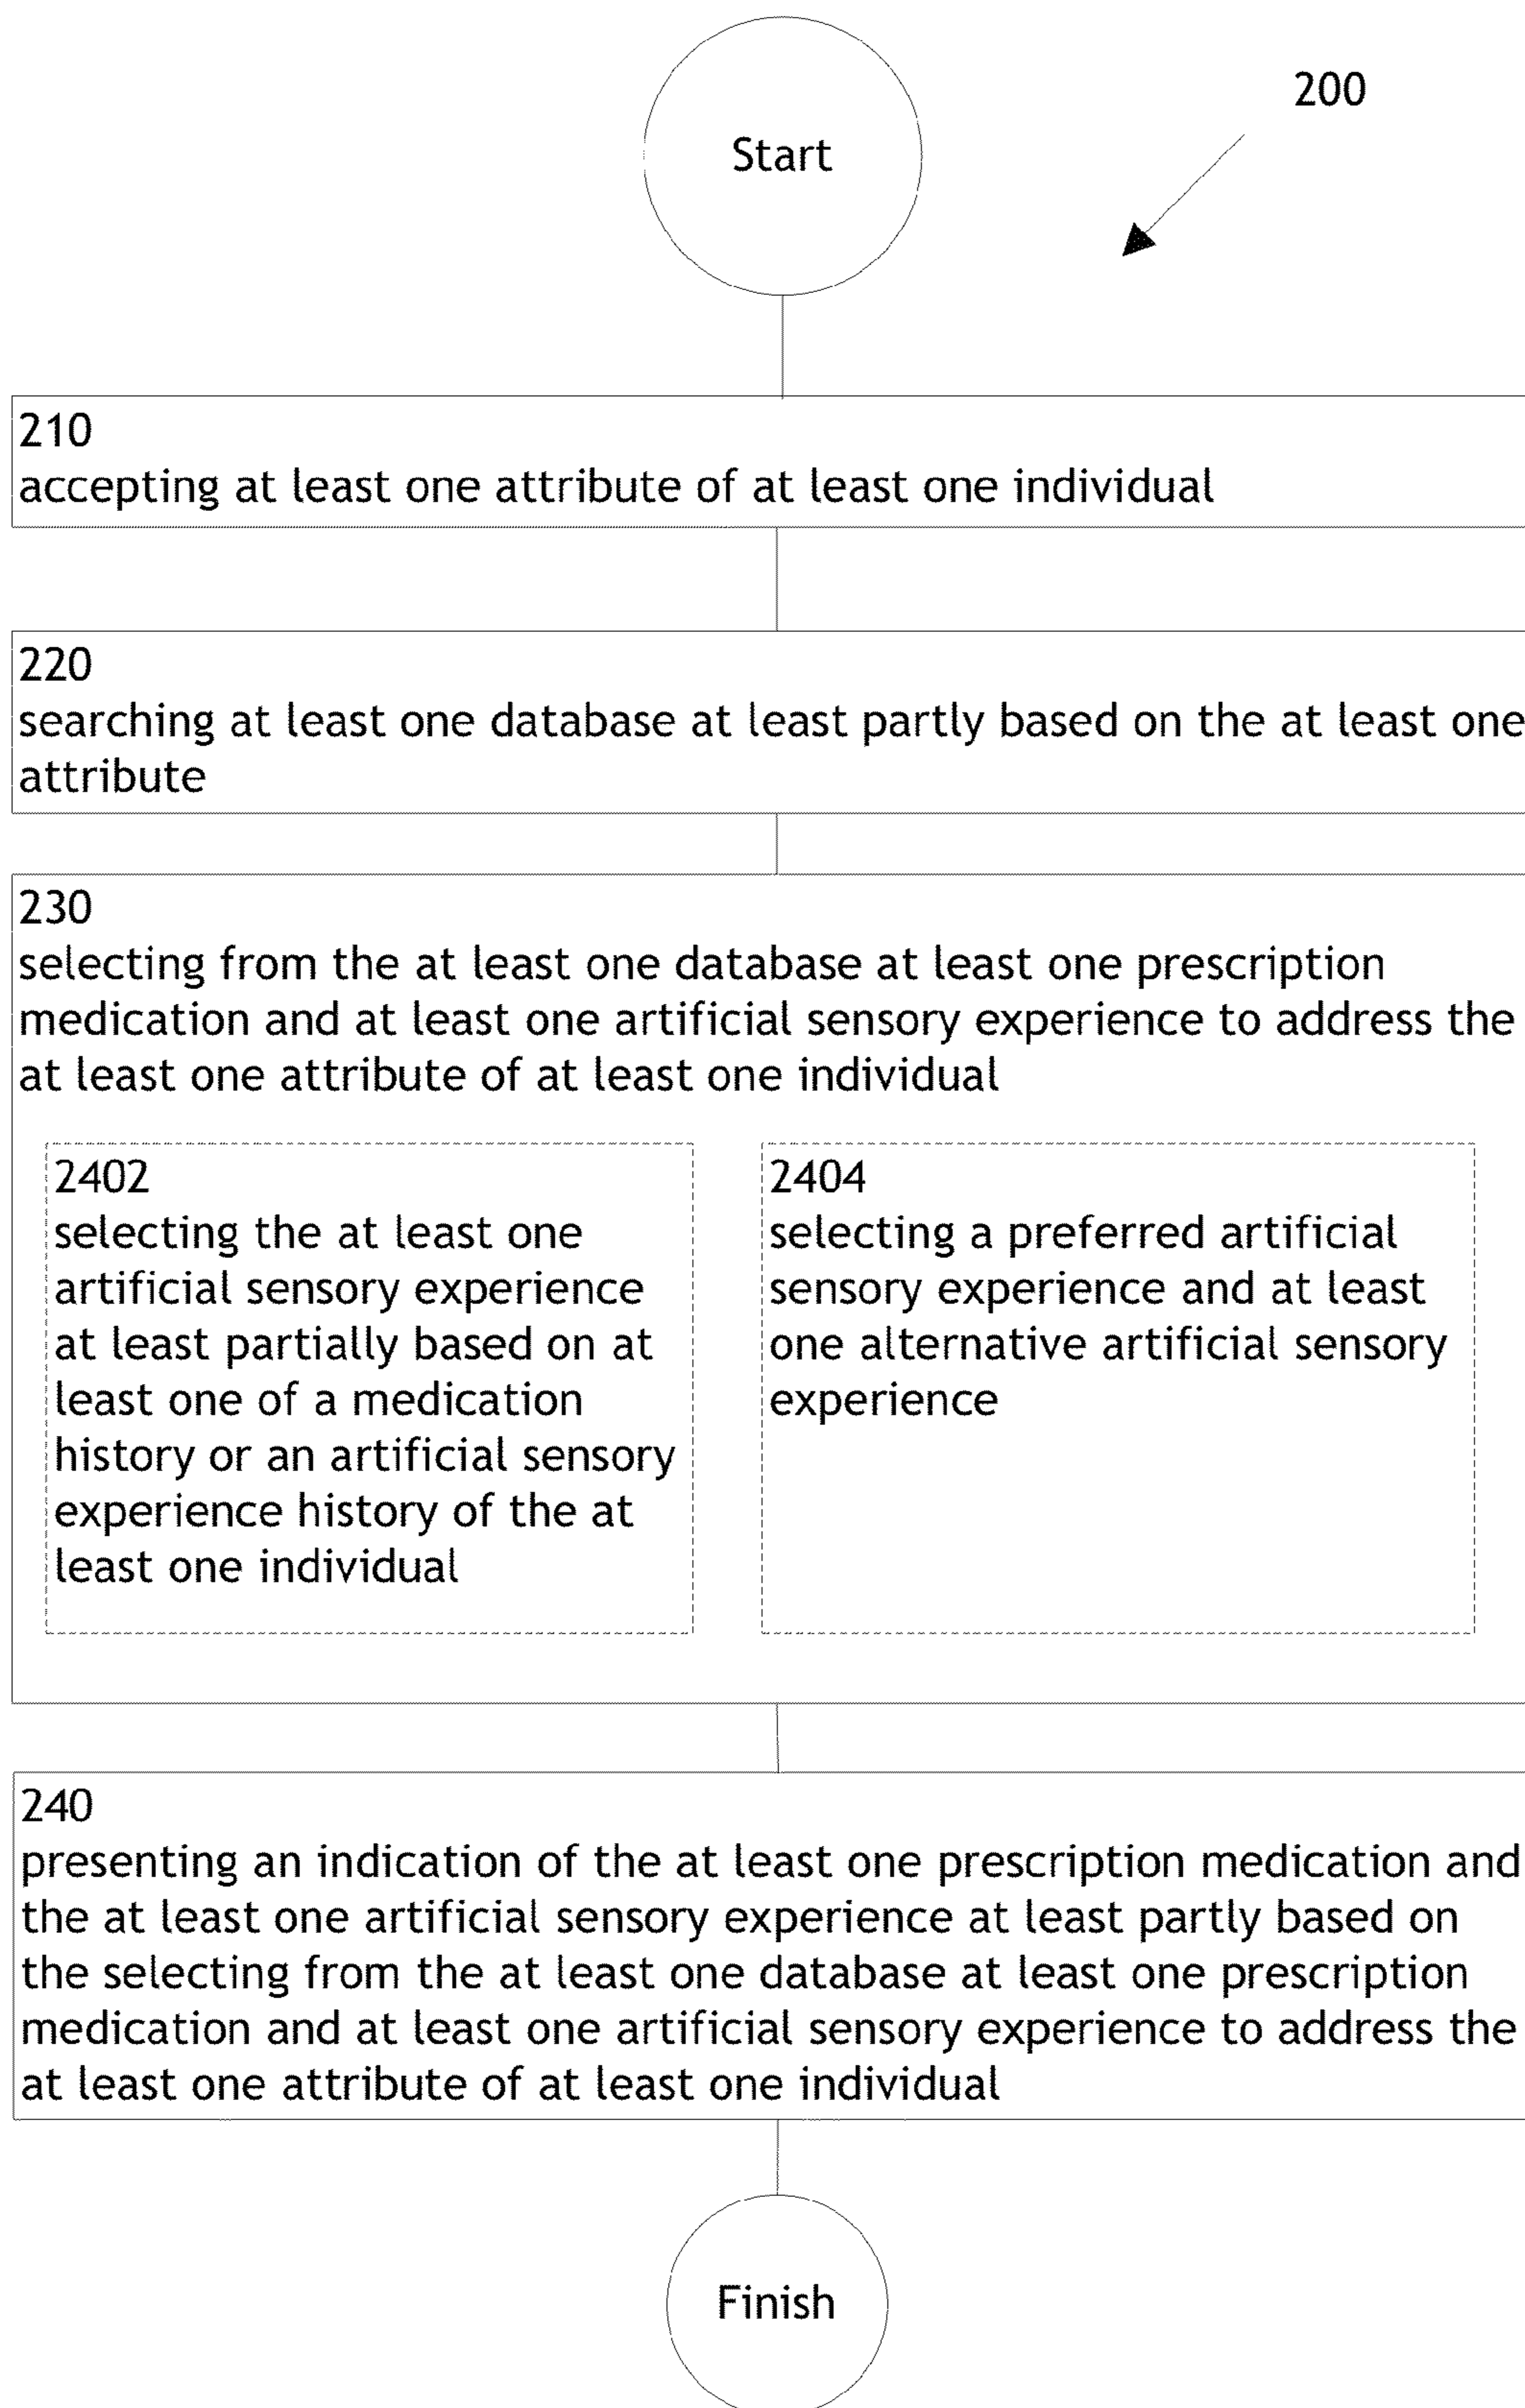 Start
200
210
accepting at least one attribute of at least one individual
220
searching at least one database at least partly based on the at least one
attribute
230
selecting from the at least one database at least one prescription
medication and at least one artificial sensory experience to address the
at least one attribute of at least one individual
2402
selecting the at least one
artificial sensory experience
at least partially based on at
least one of a medication
history or an artificial sensory
experience history of the at
least one individual
2404
selecting a preferred artificial
sensory experience and at least
one alternative artificial sensory
experience
240
presenting an indication of the at least one prescription medication and
the at least one artificial sensory experience at least partly based on
the selecting from the at least one database at least one prescription
medication and at least one artificial sensory experience to address the
at least one attribute of at least one individual
Finish